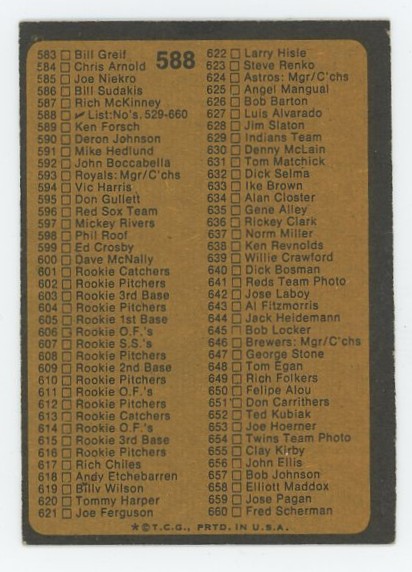 588
583 Bill Greif
584 Chris Arnold
585 Joe Niekro
586 Bill Sudakis
587 Rich McKinney
588 ✓ List:No's. 529-660
589 Ken Forsch
590 Deron Johnson
591 Mike Hedlund
592 John Boccabella
593 Royals: Mgr/C'chs
594 Vic Harris
595 Don Gullett
596 Red Sox Team
597 Mickey Rivers
598 Phil Roof
599 Ed Crosby
600 Dave McNally
601 Rookie Catchers
602 Rookie Pitchers
603 Rookie 3rd Base
604 Rookie Pitchers
605 Rookie 1st Base
606 Rookie O.F.'s
607 Rookie S.S.'s
608 Rookie Pitchers
609 Rookie 2nd Base
610 Rookie Pitchers
611 Rookie O.F.'s
612 Rookie Pitchers
613 Rookie Catchers
614 Rookie O.F.'s
615 Rookie 3rd Base
616 Rookie Pitchers
617 Rich Chiles
618 Andy Etchebarren
619 Billy Wilson
620 Tommy Harper
621 Joe Ferguson
622 Larry Hisle
623 Steve Renko
624 Astros: Mgr/C'chs
625 Angel Mangual
626 Bob Barton
627 Luis Alvarado
628 Jim Slaton
629 Indians Team
630 Denny McLain
631 Tom Matchick
632 Dick Selma
633 Ike Brown
634 Alan Closter
635 Gene Alley
636 Rickey Clark
637 Norm Miller
638 Ken Reynolds
639 Willie Crawford
640 Dick Bosman
641 Reds Team Photo
642 Jose Laboy
643 Al Fitzmorris
644 Jack Heidemann
645 Bob Locker
646 Brewers: Mgr/C'chs
647 George Stone
648 Tom Egan
649 Rich Folkers
650 Felipe Alou
651 Don Carrithers
652 Ted Kubiak
653 Joe Hoerner
654 Twins Team Photo
655 Clay Kirby
656 John Ellis
657 Bob Johnson
658 Elliott Maddox
659 Jose Pagan
660 Fred Scherman
*©T.C.G., PRTD. IN U.S.A.